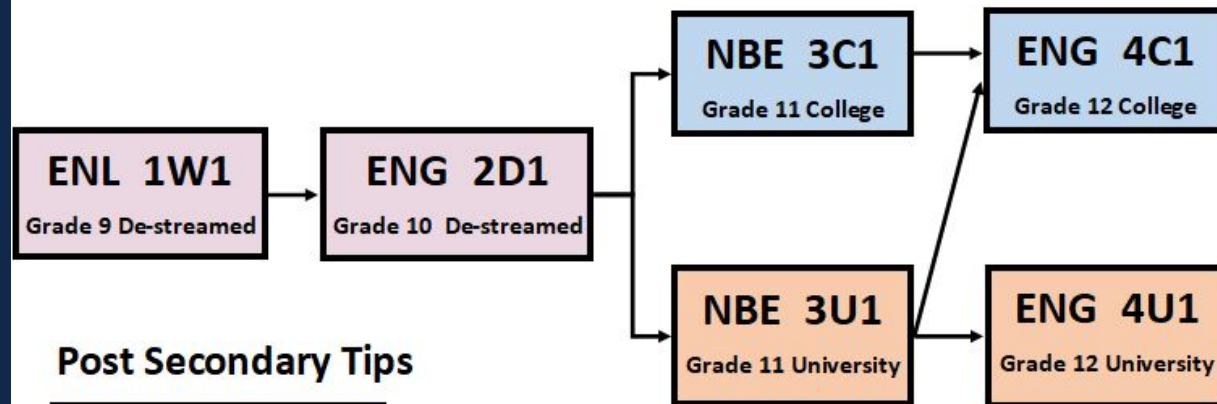 NBE 3C1
Grade 11 College
ENG 4C1
Grade 12 College
ENL 1W1
Grade 9 De-streamed
ENG 2D1
Grade 10 De-streamed
NBE 3U1
Grade 11 University
ENG 4U1
Grade 12 University
Post Secondary Tips